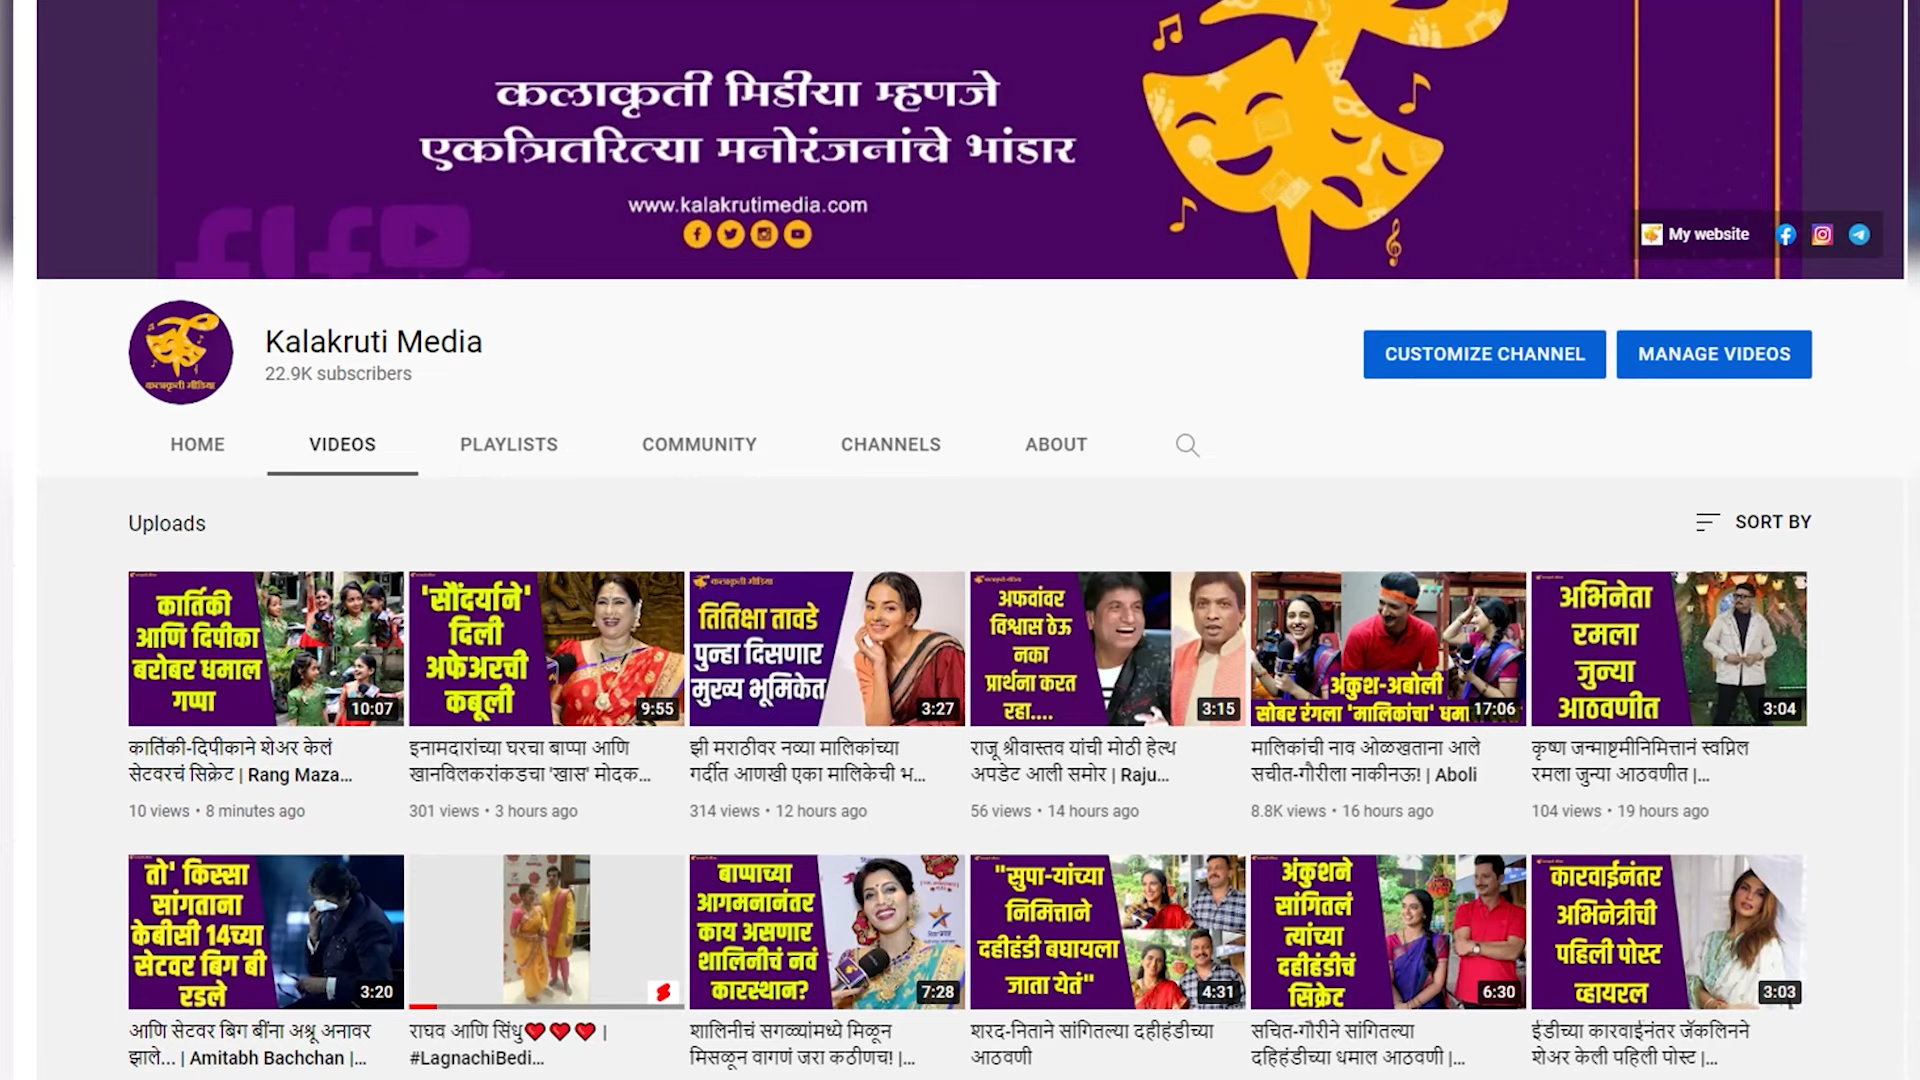 कलाकृती मिडीया म्हणजे
एकत्रितरित्या मनोरंजनांचे भांडार
www.kalakrutimedia.com
My website
कलाकृती मीडिया
Kalakruti Media
22.9K subscribers
CUSTOMIZE CHANNEL
MANAGE VIDEOS
HOME
VIDEOS
PLAYLISTS
COMMUNITY
CHANNELS
ABOUT
Uploads
SORT BY
कार्तिकी
आणि दिपीका
बरोबर धमाल
गप्पा
10:07
कार्तिकी-दिपीकाने शेअर केलं
सेटवरचं सिक्रेट | Rang Maza...
10 views • 8 minutes ago
'सौंदर्याने'
दिली
अफेअरची
कबूली
9:55
इनामदारांच्या घरचा बाप्पा आणि
खानविलकरांकडचा 'खास' मोदक...
301 views • 3 hours ago
कलाकृती मीडिया
तितिक्षा तावडे
पुन्हा दिसणार
मुख्य भूमिकेत
3:27
झी मराठीवर नव्या मालिकांच्या
गर्दीत आणखी एका मालिकेची भ...
314 views • 12 hours ago
कलाकृती मीडिया
अफवांवर
विश्वास ठेऊ
नका
प्रार्थना करत
रहा....
3:15
राजू श्रीवास्तव यांची मोठी हेल्थ
अपडेट आली समोर | Raju...
56 views • 14 hours ago
अंकुश-अबोली
सोबर रंगला 'मालिकांचा' धमा
17:06
मालिकांची नाव ओळखताना आले
सचीत-गौरीला नाकीनऊ! | Aboli
8.8K views • 16 hours ago
अभिनेता
रमला
जुन्या
आठवणीत
3:04
कृष्ण जन्माष्टमीनिमित्तानं स्वप्निल
रमला जुन्या आठवणीत |...
104 views • 19 hours ago
तो' किस्सा
सांगताना
केबीसी 14च्या
सेटवर बिग बी
रडले
3:20
आणि सेटवर बिग बींना अश्रू अनावर
झाले... | Amitabh Bachchan |...
राघव आणि सिंधु❤❤❤ |
#LagnachiBedi...
बाप्पाच्या
आगमनानंतर
काय असणार
शालिनीचं नवं
कारस्थान?
7:28
शालिनीचं सगळ्यांमध्ये मिळून
मिसळून वागणं जरा कठीणच! |...
"सुपा-यांच्या
निमित्ताने
दहीहंडी बघायला
जाता येतं"
4:31
शरद-निताने सांगितल्या दहीहंडीच्या
आठवणी
अंकुशने
सांगितलं
त्यांच्या
दहीहंडीचं
सिक्रेट
6:30
सचित-गौरीने सांगितल्या
दहिहंडीच्या धमाल आठवणी |...
कारवाईनंतर
अभिनेत्रीची
पहिली पोस्ट
व्हायरल
3:03
ईडीच्या कारवाईनंतर जॅकलिनने
शेअर केली पहिली पोस्ट |...